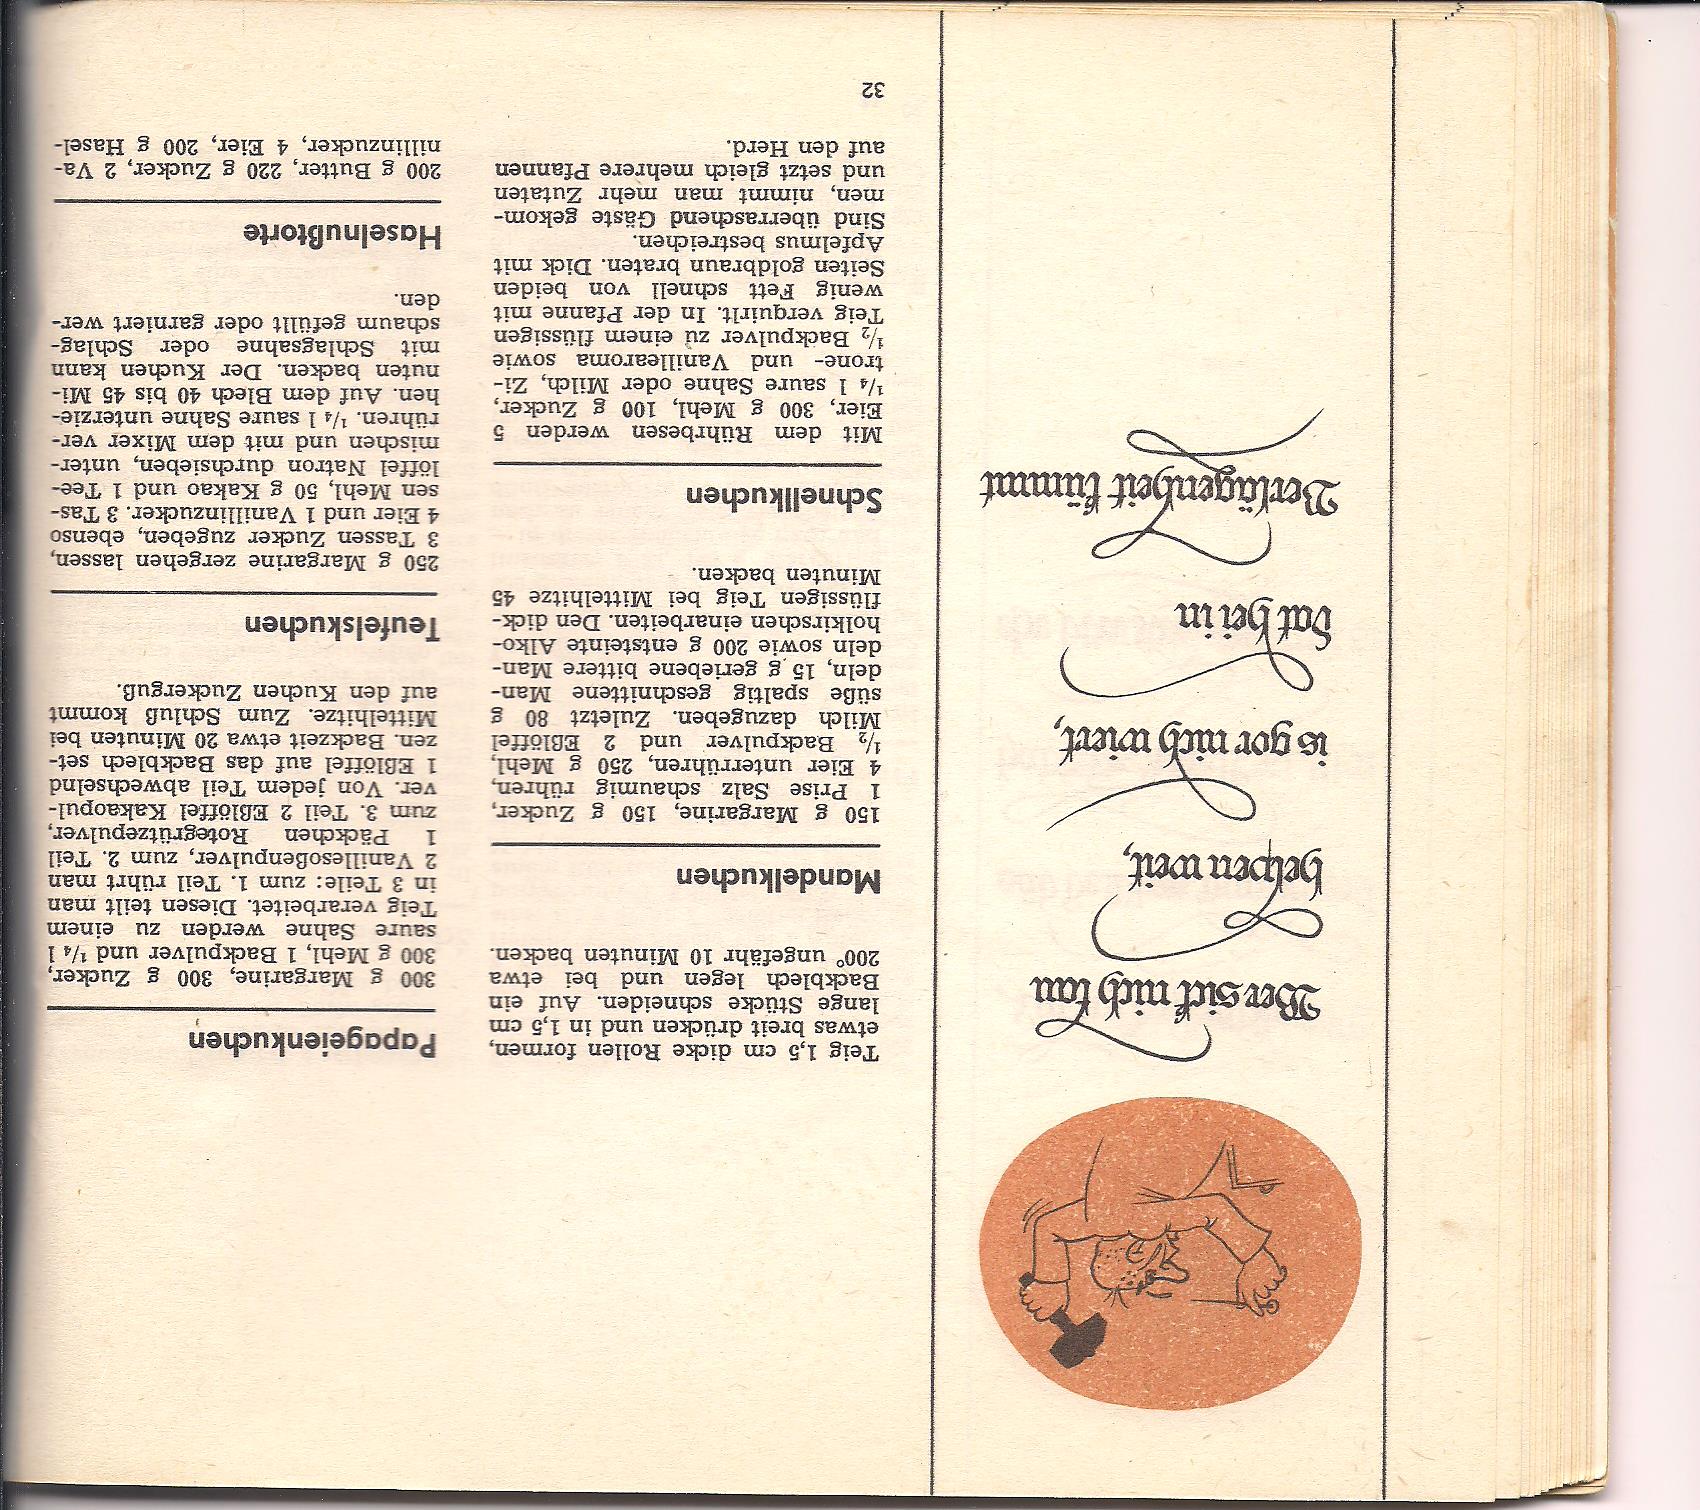 Wer sick nich tau
helpen weit,
is gor nich wiert,
dat hei in
Verlägenheit kümmt
Teig 1,5 cm dicke Rollen formen,
etwas breit drücken und in 1,5 cm
lange Stücke schneiden. Auf ein
Backblech legen und bei etwa
200° ungefähr 10 Minuten backen.
Mandelkuchen
150 g Margarine, 150 g Zucker,
1 Prise Salz schaumig rühren,
4 Eier unterrühren, 250 g Mehl,
½ Backpulver und 2 Eßlöffel
Milch dazugeben. Zuletzt 80 g
süße spaltig geschnittene Man-
deln, 15 g geriebene bittere Man-
deln sowie 200 g entsteinte Alko-
holkirschen einarbeiten. Den dick-
flüssigen Teig bei Mittelhitze 45
Minuten backen.
Schnellkuchen
Mit dem Rührbesen werden 5
Eier, 300 g Mehl, 100 g Zucker,
¼ l saure Sahne oder Milch, Zi-
trone- und Vanillearoma sowie
½ Backpulver zu einem flüssigen
Teig verquirlt. In der Pfanne mit
wenig Fett schnell von beiden
Seiten goldbraun braten. Dick mit
Apfelmus bestreichen.
Sind überraschend Gäste gekom-
men, nimmt man mehr Zutaten
und setzt gleich mehrere Pfannen
auf den Herd.
32
Papageienkuchen
300 g Margarine, 300 g Zucker,
300 g Mehl, 1 Backpulver und ¼ l
saure Sahne werden zu einem
Teig verarbeitet. Diesen teilt man
in 3 Teile: zum 1. Teil rührt man
2 Vanillesoßenpulver, zum 2. Teil
1 Päckchen Rotegrützepulver,
zum 3. Teil 2 Eßlöffel Kakaopul-
ver. Von jedem Teil abwechselnd
1 Eßlöffel auf das Backblech set-
zen. Backzeit etwa 20 Minuten bei
Mittelhitze. Zum Schluß kommt
auf den Kuchen Zuckerguß.
Teufelskuchen
250 g Margarine zergehen lassen,
3 Tassen Zucker zugeben, ebenso
4 Eier und 1 Vanillinzucker. 3 Tas-
sen Mehl, 50 g Kakao und 1 Tee-
löffel Natron durchsieben, unter-
mischen und mit dem Mixer ver-
rühren. ¼ l saure Sahne unterzie-
hen. Auf dem Blech 40 bis 45 Mi-
nuten backen. Der Kuchen kann
mit Schlagsahne oder Schlag-
schaum gefüllt oder garniert wer-
den.
Haselnußtorte
200 g Butter, 220 g Zucker, 2 Va-
nillinzucker, 4 Eier, 200 g Hasel-